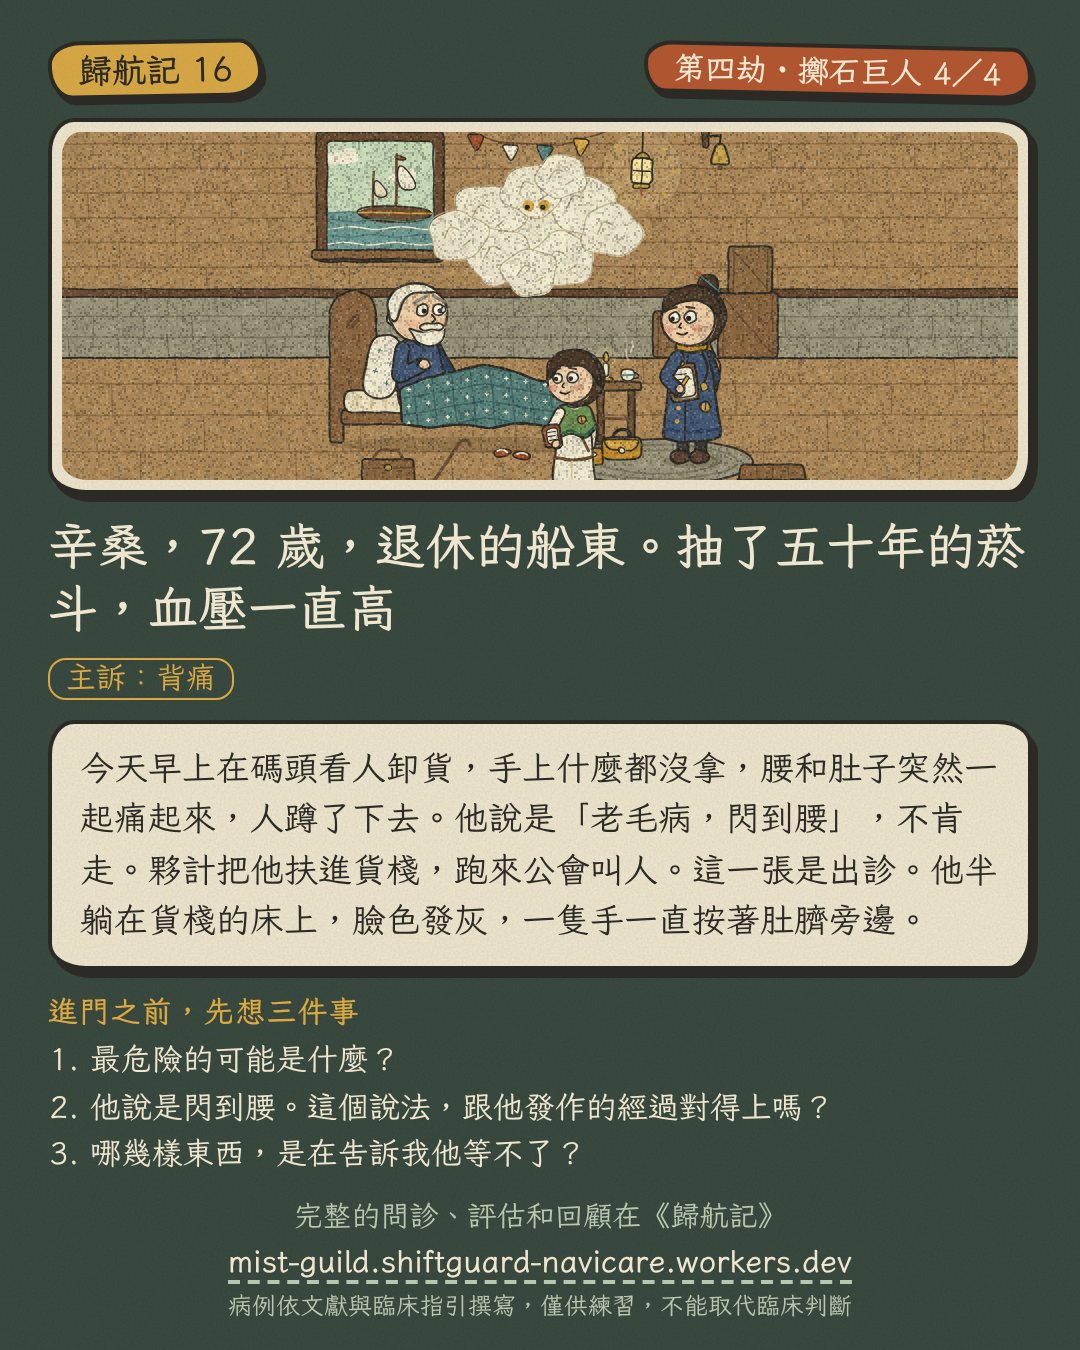 歸航記 16
第四劫・擲石巨人 4／4
辛桑，72 歲，退休的船東。抽了五十年的菸
斗，血壓一直高
主訴：背痛
今天早上在碼頭看人卸貨，手上什麼都沒拿，腰和肚子突然一
起痛起來，人蹲了下去。他說是「老毛病，閃到腰」，不肯
走。夥計把他扶進貨棧，跑來公會叫人。這一張是出診。他半
躺在貨棧的床上，臉色發灰，一隻手一直按著肚臍旁邊。
進門之前，先想三件事
1. 最危險的可能是什麼？
2. 他說是閃到腰。這個說法，跟他發作的經過對得上嗎？
3. 哪幾樣東西，是在告訴我他等不了？
完整的問診、評估和回顧在《歸航記》
mist-guild.shiftguard-navicare.workers.dev
病例依文獻與臨床指引撰寫，僅供練習，不能取代臨床判斷